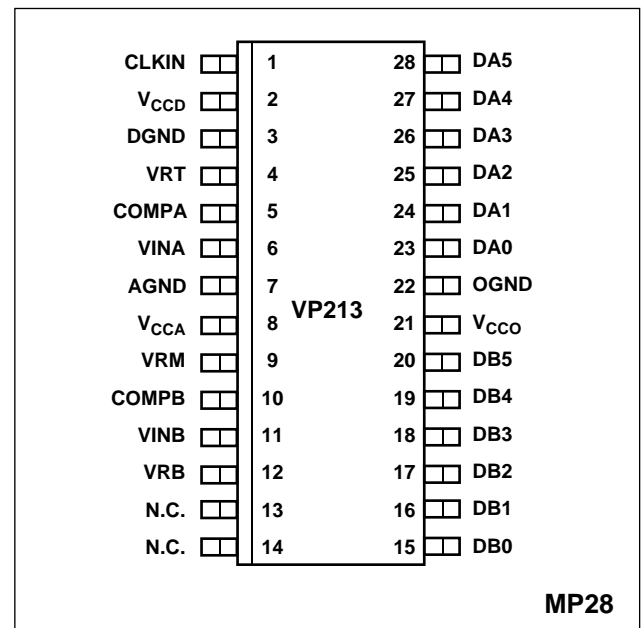 CLKIN 1 28 DA5
VCCD 2 27 DA4
DGND 3 26 DA3
VRT 4 25 DA2
COMPA 5 24 DA1
VINA 6 23 DA0
AGND 7 22 OGND
VP213
VCCA 8 21 VCCO
VRM 9 20 DB5
COMPB 10 19 DB4
VINB 11 18 DB3
VRB 12 17 DB2
N.C. 13 16 DB1
N.C. 14 15 DB0
MP28